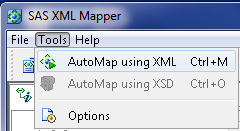 SAS XML Mapper
File Tools Help
AutoMap using XML Ctrl+M
AutoMap using XSD Ctrl+O
Options